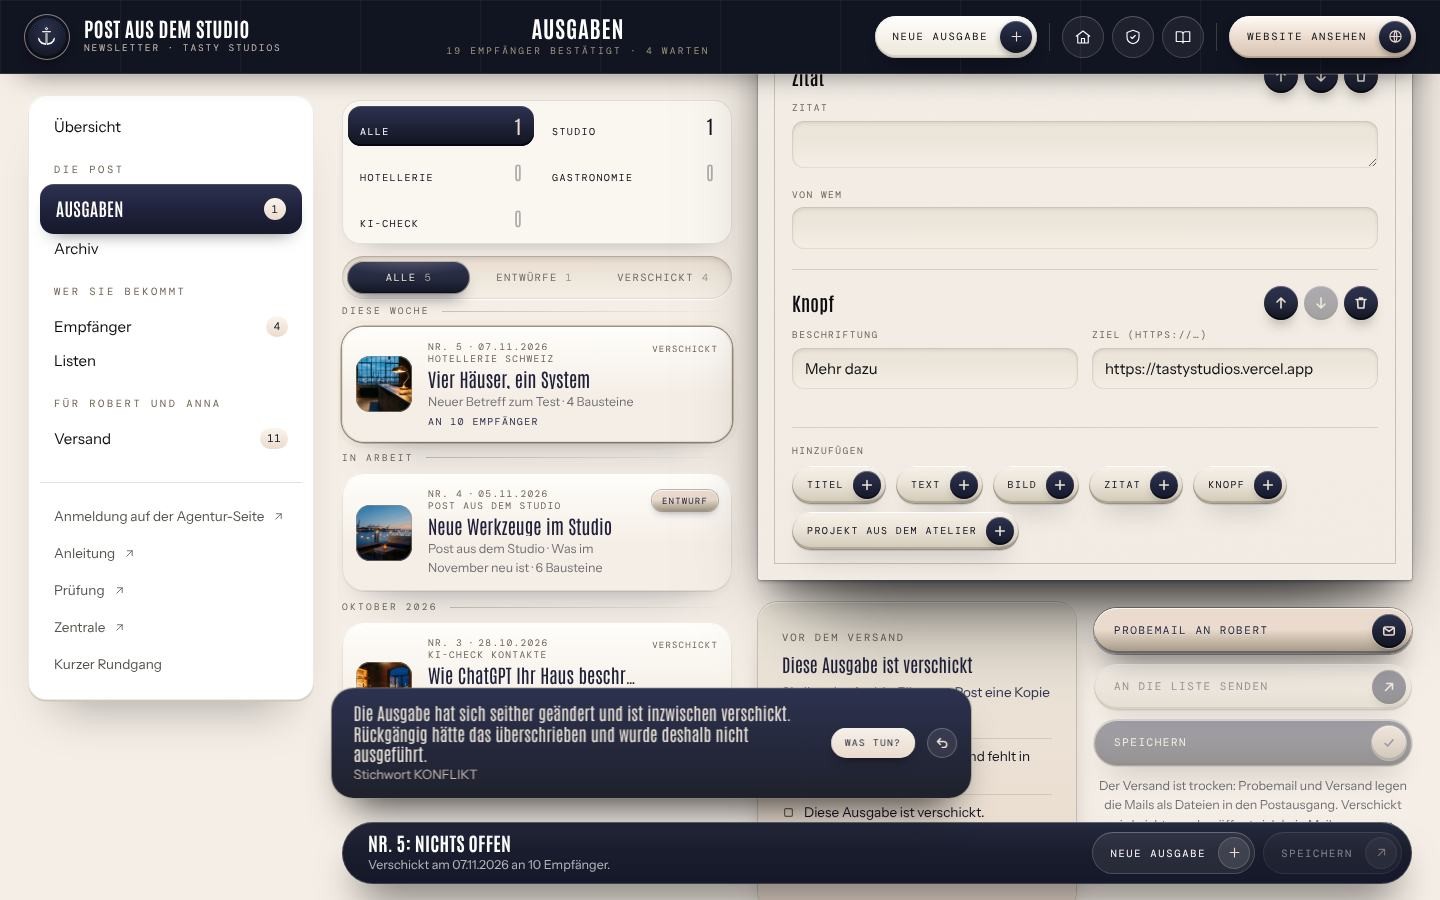 POST AUS DEM STUDIO
NEWSLETTER · TASTY STUDIOS
AUSGABEN
19 EMPFÄNGER BESTÄTIGT · 4 WARTEN
NEUE AUSGABE
WEBSITE ANSEHEN
Übersicht
DIE POST
AUSGABEN 1
Archiv
WER SIE BEKOMMT
Empfänger 4
Listen
FÜR ROBERT UND ANNA
Versand 11
Anmeldung auf der Agentur-Seite
Anleitung
Prüfung
Zentrale
Kurzer Rundgang
ALLE 1
STUDIO 1
HOTELLERIE 0
GASTRONOMIE 0
KI-CHECK 0
ALLE 5
ENTWÜRFE 1
VERSCHICKT 4
DIESE WOCHE
NR. 5 · 07.11.2026
HOTELLERIE SCHWEIZ
VERSCHICKT
Vier Häuser, ein System
Neuer Betreff zum Test · 4 Bausteine
AN 10 EMPFÄNGER
IN ARBEIT
NR. 4 · 05.11.2026
POST AUS DEM STUDIO
ENTWURF
Neue Werkzeuge im Studio
Post aus dem Studio · Was im
November neu ist · 6 Bausteine
OKTOBER 2026
NR. 3 · 28.10.2026
KI-CHECK KONTAKTE
VERSCHICKT
Wie ChatGPT Ihr Haus beschr…
Zitat
ZITAT
VON WEM
Knopf
BESCHRIFTUNG
ZIEL (HTTPS://…)
Mehr dazu
https://tastystudios.vercel.app
HINZUFÜGEN
TITEL
TEXT
BILD
ZITAT
KNOPF
PROJEKT AUS DEM ATELIER
VOR DEM VERSAND
Diese Ausgabe ist verschickt
Post eine Kopie
nd fehlt in
Diese Ausgabe ist verschickt.
PROBEMAIL AN ROBERT
AN DIE LISTE SENDEN
SPEICHERN
Der Versand ist trocken: Probemail und Versand legen
die Mails als Dateien in den Postausgang. Verschickt
Die Ausgabe hat sich seither geändert und ist inzwischen verschickt.
Rückgängig hätte das überschrieben und wurde deshalb nicht
ausgeführt.
Stichwort KONFLIKT
WAS TUN?
NR. 5: NICHTS OFFEN
Verschickt am 07.11.2026 an 10 Empfänger.
NEUE AUSGABE
SPEICHERN